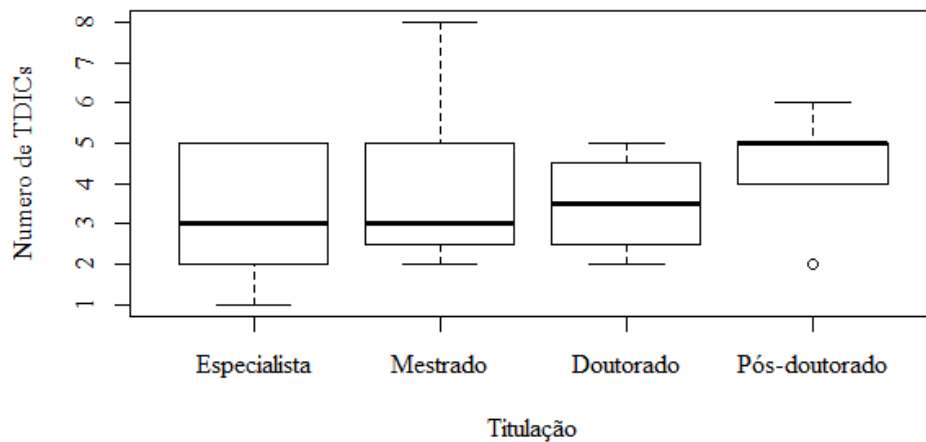 Numero de TDICs
8
7
6
5
4
3
2
1
Especialista Mestrado Doutorado Pós-doutorado
Titulação